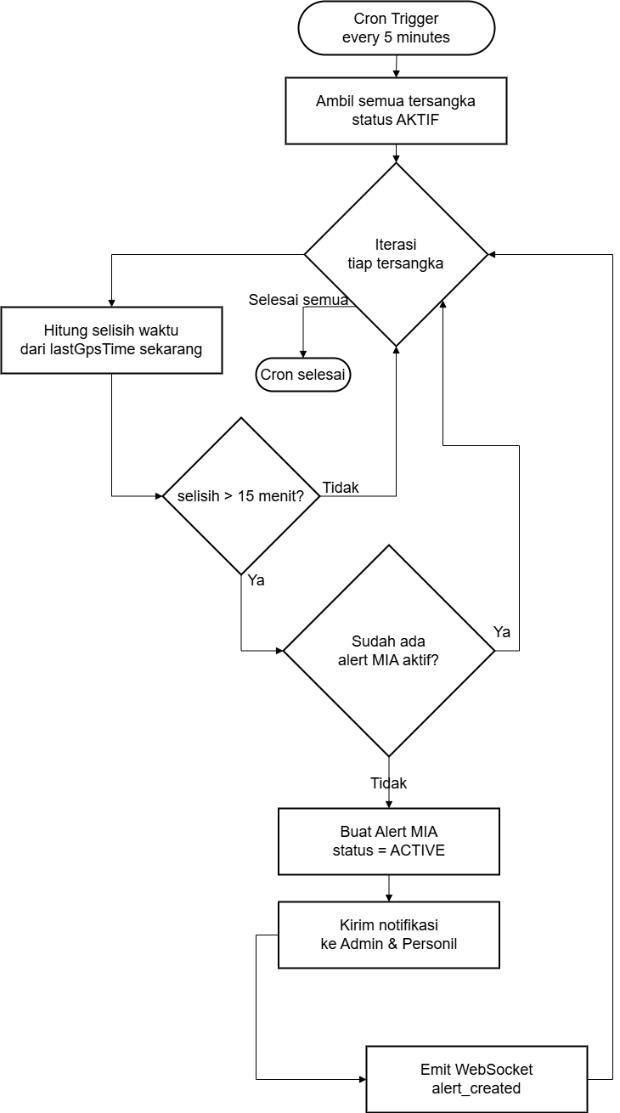 Cron Trigger
every 5 minutes
Ambil semua tersangka
status AKTIF
Iterasi
tiap tersangka
Selesai semua
Hitung selisih waktu
dari lastGpsTime sekarang
Cron selesai
selisih > 15 menit?
Tidak
Ya
Sudah ada
alert MIA aktif?
Ya
Tidak
Buat Alert MIA
status = ACTIVE
Kirim notifikasi
ke Admin & Personil
Emit WebSocket
alert_created